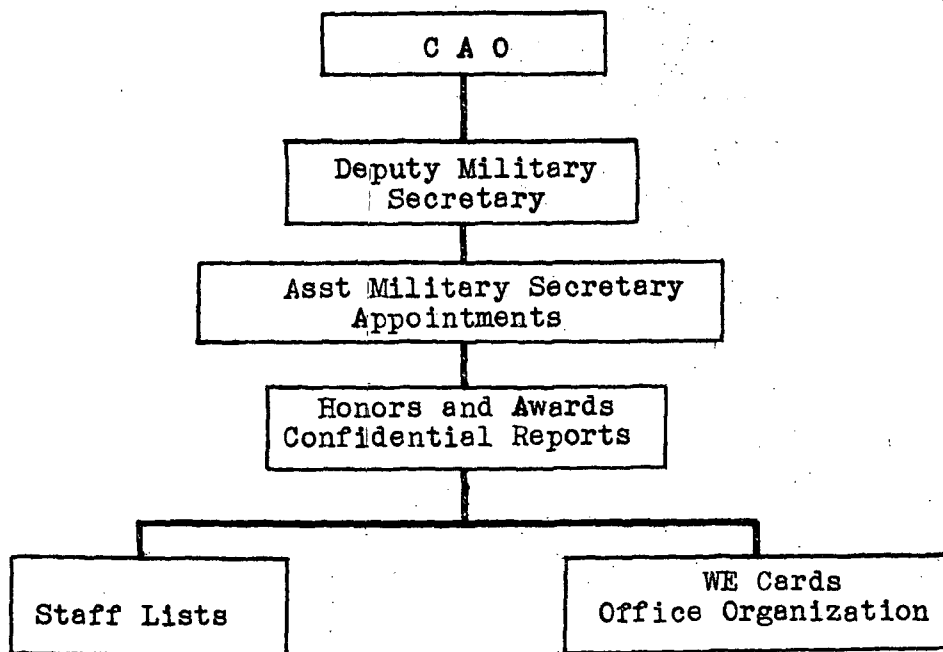 C A O
Deputy Military
Secretary
Asst Military Secretary
Appointments
Honors and Awards
Confidential Reports
Staff Lists
WE Cards
Office Organization